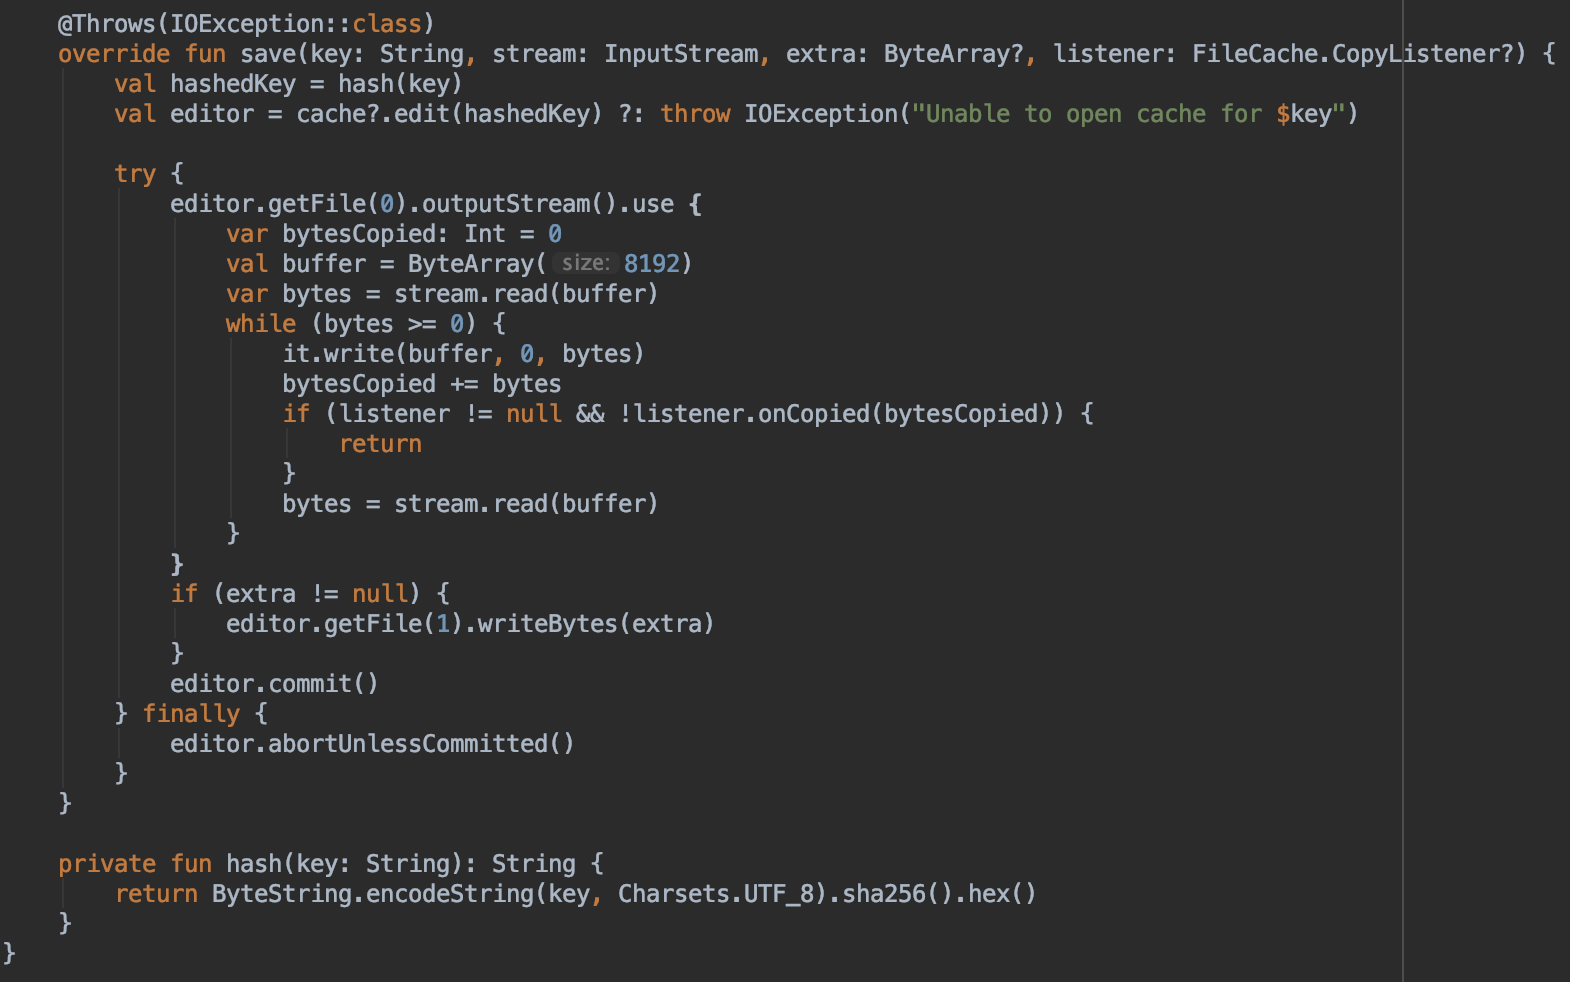 @Throws(IOException::class)
override fun save(key: String, stream: InputStream, extra: ByteArray?, listener: FileCache.CopyListener?) {
val hashedKey = hash(key)
val editor = cache?.edit(hashedKey) ?: throw IOException("Unable to open cache for $key")
try {
editor.getFile(0).outputStream().use {
var bytesCopied: Int = 0
val buffer = ByteArray( size: 8192)
var bytes = stream.read(buffer)
while (bytes >= 0) {
it.write(buffer, 0, bytes)
bytesCopied += bytes
if (listener != null && !listener.onCopied(bytesCopied)) {
return
}
bytes = stream.read(buffer)
}
}
if (extra != null) {
editor.getFile(1).writeBytes(extra)
}
editor.commit()
} finally {
editor.abortUnlessCommitted()
}
}
private fun hash(key: String): String {
return ByteString.encodeString(key, Charsets.UTF_8).sha256().hex()
}
}